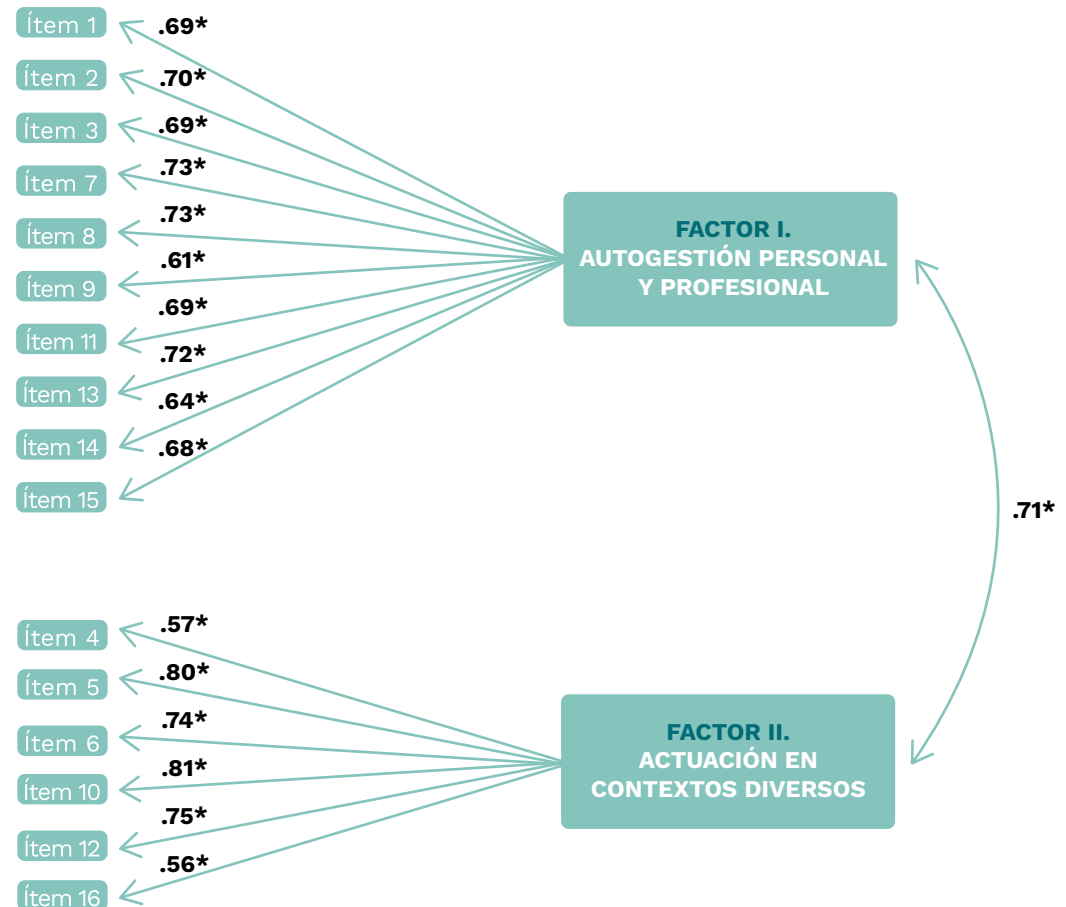 Ítem 1 .69*
Ítem 2 .70*
Ítem 3 .69*
Ítem 7 .73*
Ítem 8 .73*
Ítem 9 .61*
Ítem 11 .69*
Ítem 13 .72*
Ítem 14 .64*
Ítem 15 .68*
FACTOR I.
AUTOGESTIÓN PERSONAL
Y PROFESIONAL
.71*
Ítem 4 .57*
Ítem 5 .80*
Ítem 6 .74*
Ítem 10 .81*
Ítem 12 .75*
Ítem 16 .56*
FACTOR II.
ACTUACIÓN EN
CONTEXTOS DIVERSOS